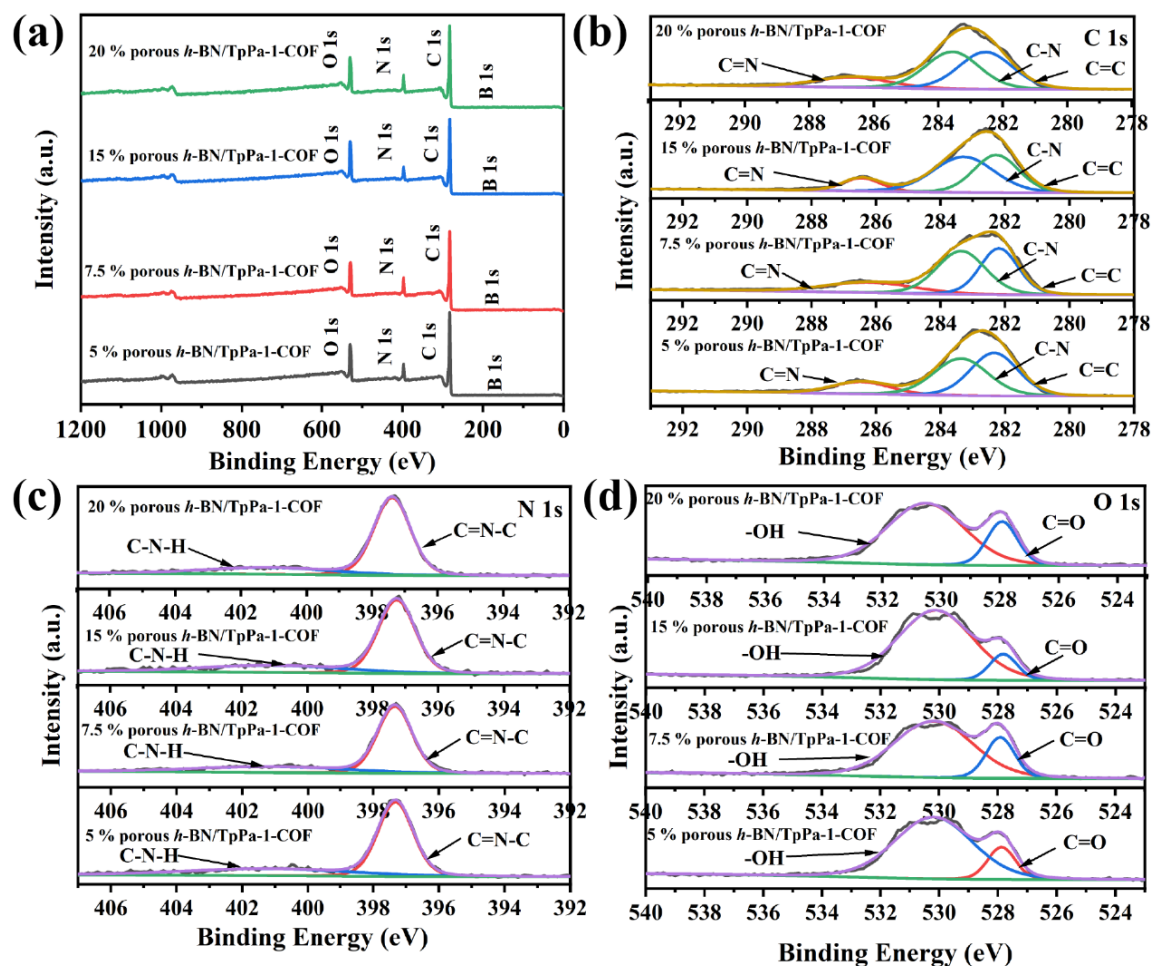 (a)
20 % porous h-BN/TpPa-1-COF
O 1s
N 1s
C 1s
B 1s
15 % porous h-BN/TpPa-1-COF
O 1s
N 1s
C 1s
B 1s
7.5 % porous h-BN/TpPa-1-COF
O 1s
N 1s
C 1s
B 1s
5 % porous h-BN/TpPa-1-COF
O 1s
N 1s
C 1s
B 1s
Intensity (a.u.)
1200 1000 800 600 400 200 0
Binding Energy (eV)
(b)
20 % porous h-BN/TpPa-1-COF
C 1s
C=N
C-N
C=C
292 290 288 286 284 282 280 278
15 % porous h-BN/TpPa-1-COF
C=N
C-N
C=C
292 290 288 286 284 282 280 278
7.5 % porous h-BN/TpPa-1-COF
C=N
C-N
C=C
292 290 288 286 284 282 280 278
5 % porous h-BN/TpPa-1-COF
C=N
C-N
C=C
292 290 288 286 284 282 280 278
Intensity (a.u.)
Binding Energy (eV)
(c)
20 % porous h-BN/TpPa-1-COF
N 1s
C-N-H
C=N-C
406 404 402 400 398 396 394 392
15 % porous h-BN/TpPa-1-COF
C-N-H
C=N-C
406 404 402 400 398 396 394 392
7.5 % porous h-BN/TpPa-1-COF
C-N-H
C=N-C
406 404 402 400 398 396 394 392
5 % porous h-BN/TpPa-1-COF
C-N-H
C=N-C
406 404 402 400 398 396 394 392
Intensity (a.u.)
Binding Energy (eV)
(d)
20 % porous h-BN/TpPa-1-COF
O 1s
-OH
C=O
540 538 536 534 532 530 528 526 524
15 % porous h-BN/TpPa-1-COF
-OH
C=O
540 538 536 534 532 530 528 526 524
7.5 % porous h-BN/TpPa-1-COF
-OH
C=O
540 538 536 534 532 530 528 526 524
5 % porous h-BN/TpPa-1-COF
-OH
C=O
540 538 536 534 532 530 528 526 524
Intensity (a.u.)
Binding Energy (eV)